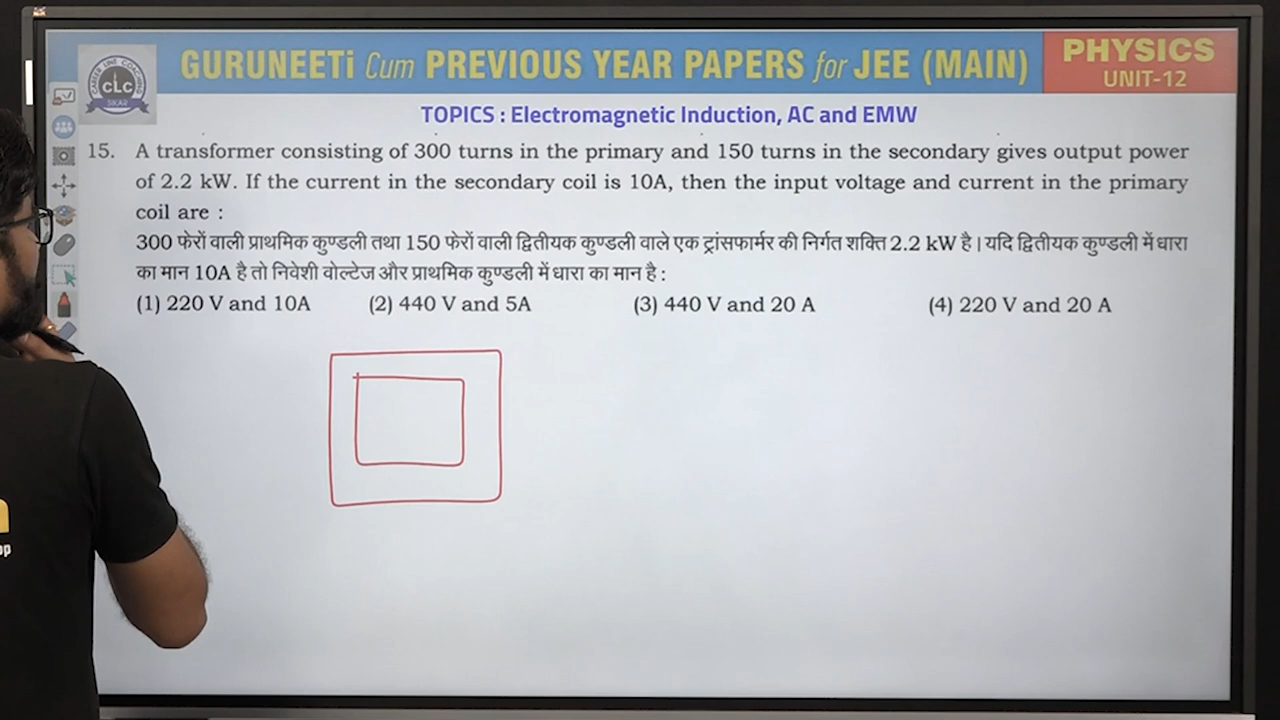 GURUNEETi Cum PREVIOUS YEAR PAPERS for JEE (MAIN)
PHYSICS
UNIT-12
CAREER LINE COACHING
CLC
SIKAR
TOPICS : Electromagnetic Induction, AC and EMW
15. A transformer consisting of 300 turns in the primary and 150 turns in the secondary gives output power
of 2.2 kW. If the current in the secondary coil is 10A, then the input voltage and current in the primary
coil are :
300 फेरों वाली प्राथमिक कुण्डली तथा 150 फेरों वाली द्वितीयक कुण्डली वाले एक ट्रांसफार्मर की निर्गत शक्ति 2.2 kW है। यदि द्वितीयक कुण्डली में धारा
का मान 10A है तो निवेशी वोल्टेज और प्राथमिक कुण्डली में धारा का मान है :
(1) 220 V and 10A (2) 440 V and 5A (3) 440 V and 20 A (4) 220 V and 20 A